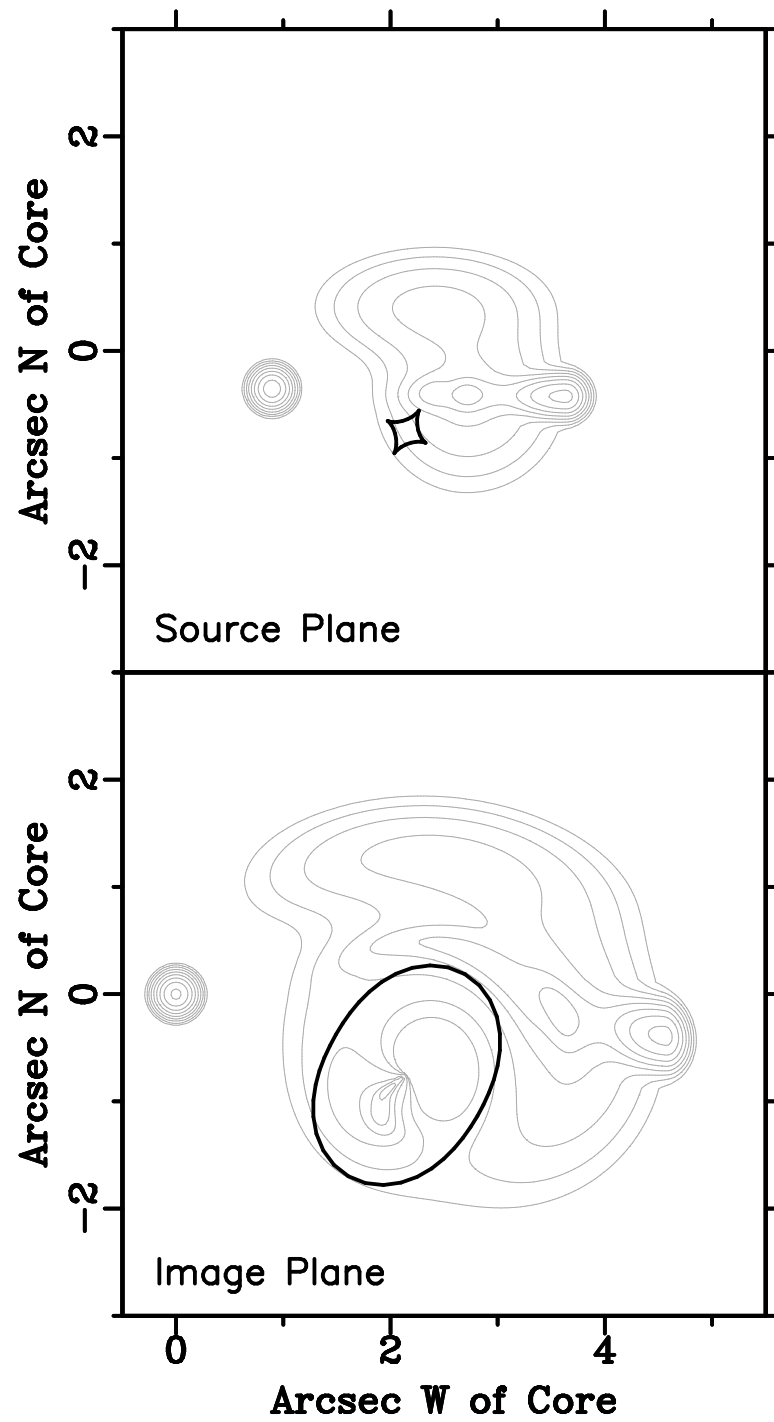 2
0
-2
Arcsec N of Core
Source Plane
2
0
-2
Arcsec N of Core
Image Plane
0 2 4
Arcsec W of Core